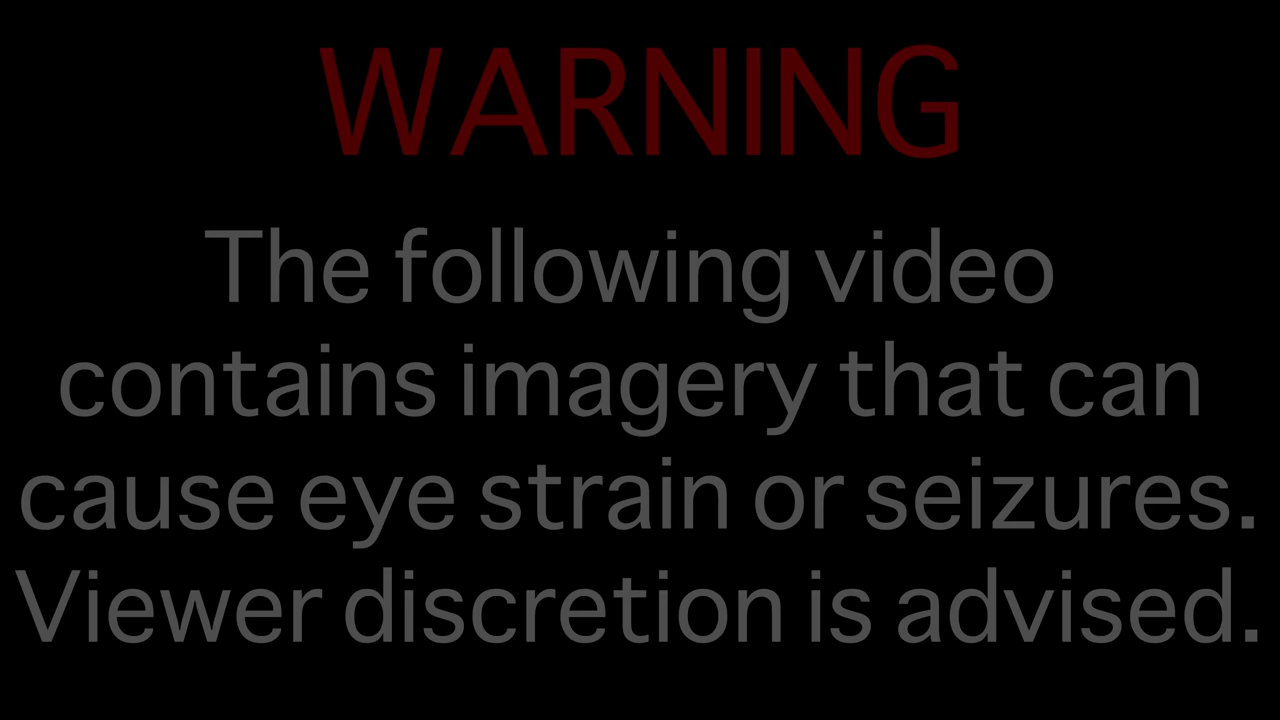 WARNING
The following video
contains imagery that can
cause eye strain or seizures.
Viewer discretion is advised.